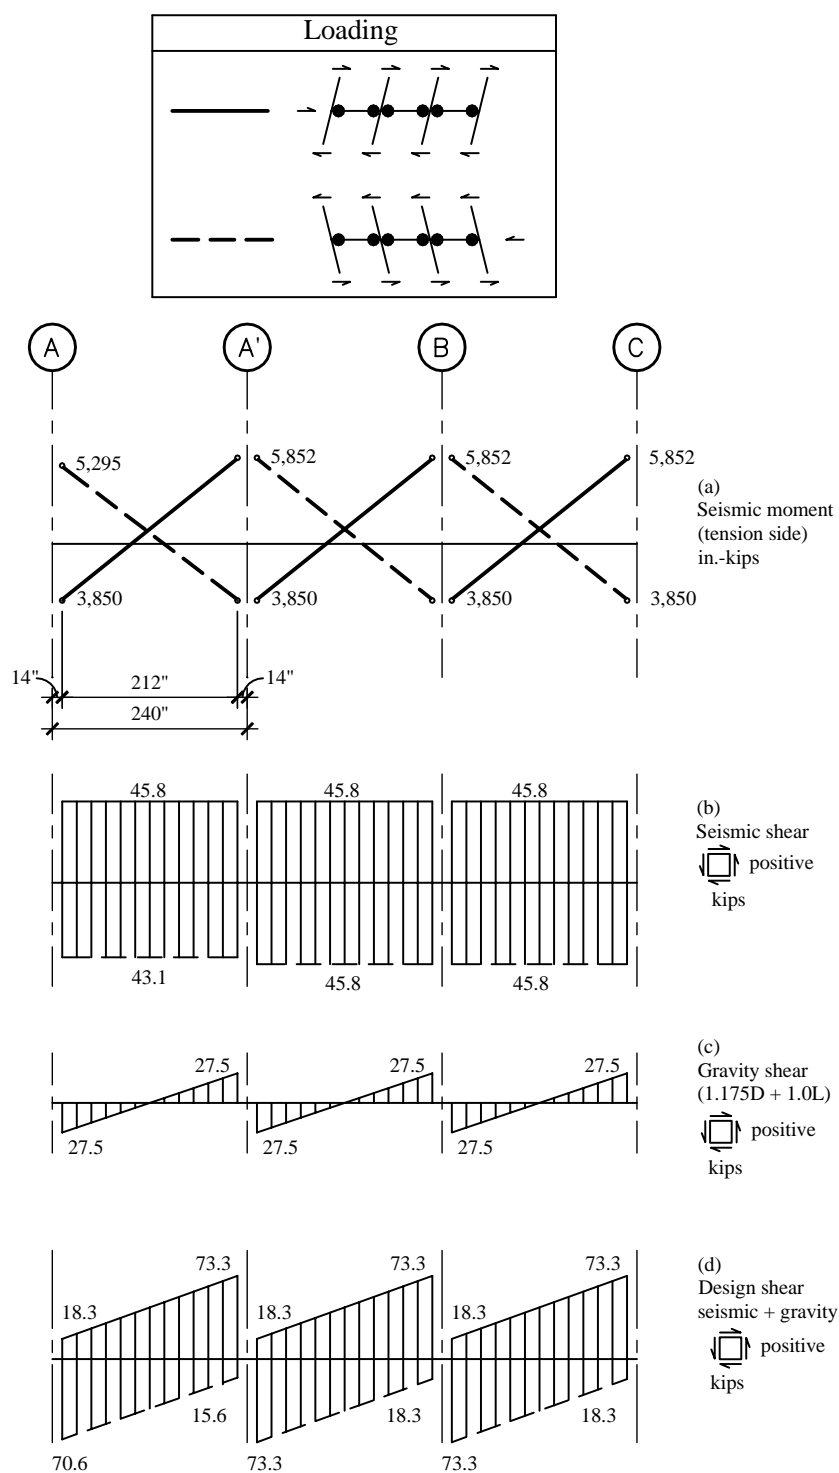 Loading
A A' B C
5,295 5,852 5,852 5,852
3,850 3,850 3,850 3,850
(a)
Seismic moment
(tension side)
in.-kips
14" 212" 14"
240"
45.8 45.8 45.8
43.1 45.8 45.8
(b)
Seismic shear
positive
kips
27.5 27.5 27.5
27.5 27.5 27.5
(c)
Gravity shear
(1.175D + 1.0L)
positive
kips
73.3 73.3 73.3
18.3 18.3 18.3
15.6 18.3 18.3
70.6 73.3 73.3
(d)
Design shear
seismic + gravity
positive
kips